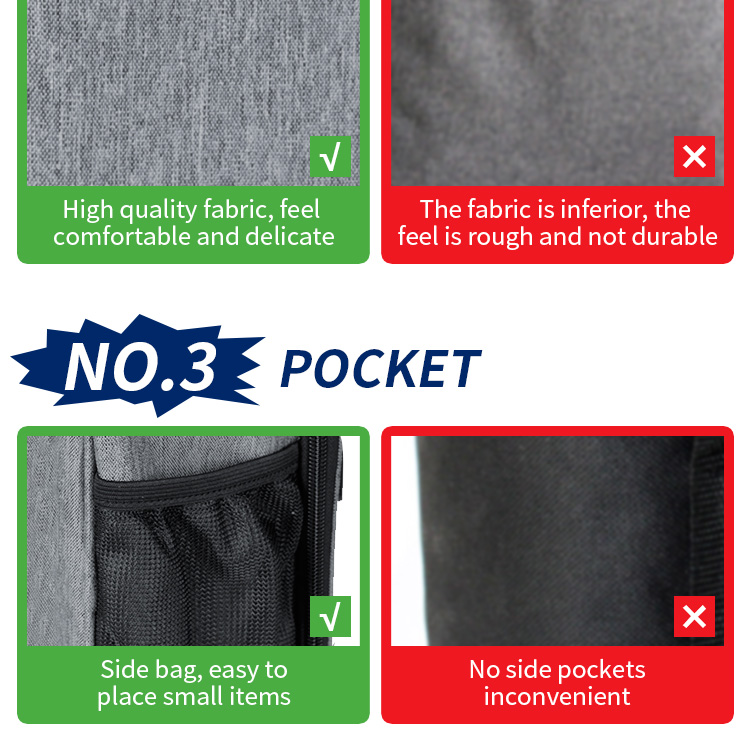 √
High quality fabric, feel
comfortable and delicate
The fabric is inferior, the
feel is rough and not durable
NO.3 POCKET
√
Side bag, easy to
place small items
No side pockets
inconvenient